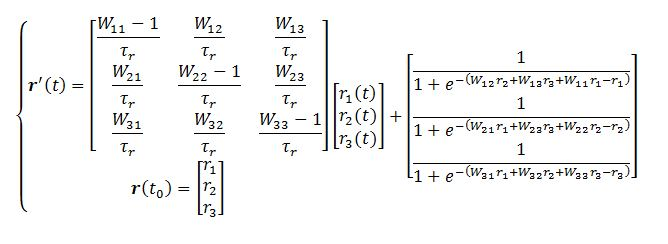 r′(t) = [ (W₁₁ − 1)/τᵣ  W₁₂/τᵣ  W₁₃/τᵣ ; W₂₁/τᵣ  (W₂₂ − 1)/τᵣ  W₂₃/τᵣ ; W₃₁/τᵣ  W₃₂/τᵣ  (W₃₃ − 1)/τᵣ ] [ r₁(t) ; r₂(t) ; r₃(t) ] + [ 1/(1 + e^−(W₁₂r₂+W₁₃r₃+W₁₁r₁−r₁)) ; 1/(1 + e^−(W₂₁r₁+W₂₃r₃+W₂₂r₂−r₂)) ; 1/(1 + e^−(W₃₁r₁+W₃₂r₂+W₃₃r₃−r₃)) ]
r(t₀) = [ r₁ ; r₂ ; r₃ ]